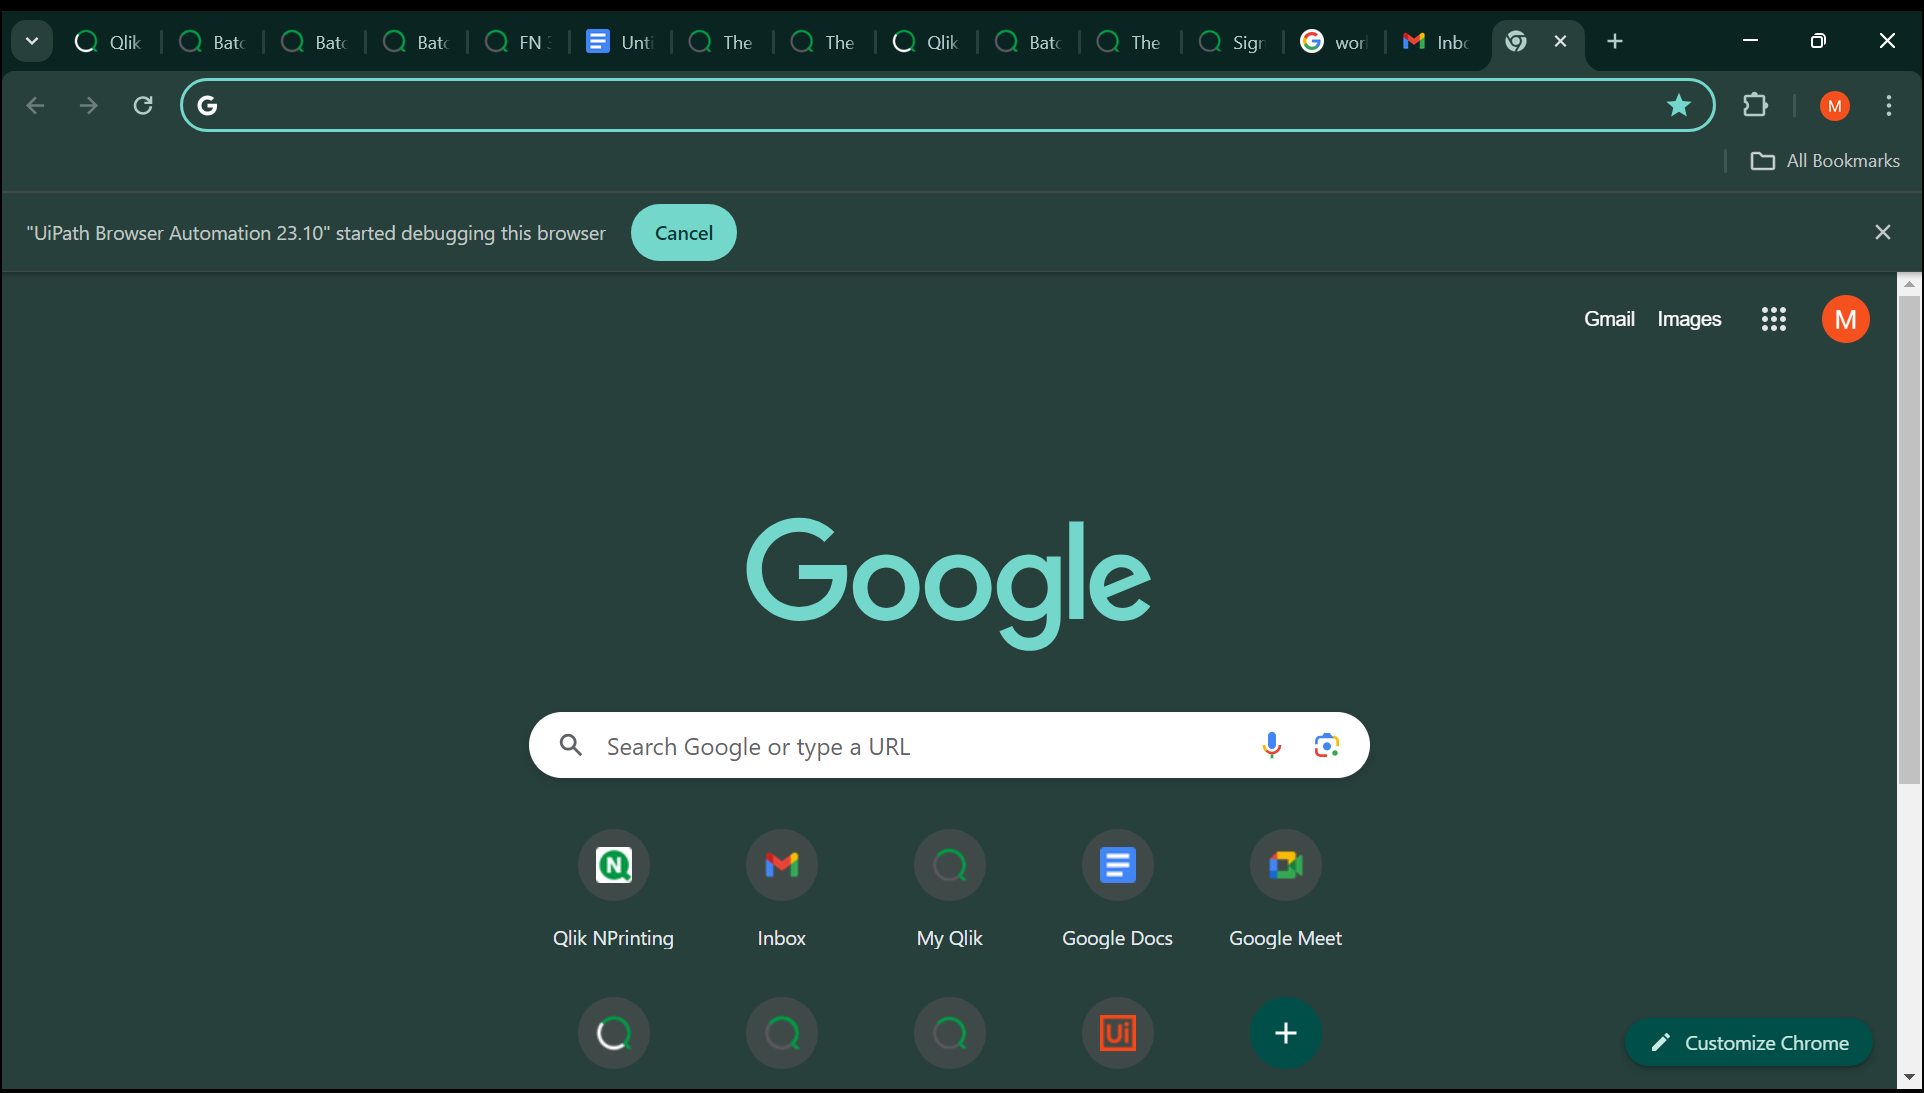 Qlik
Batc
Batc
Batc
FN 3
Unti
The
The
Qlik
Batc
The
Sign
wor
Inbo
M
All Bookmarks
"UiPath Browser Automation 23.10" started debugging this browser
Cancel
Gmail
Images
M
Google
Search Google or type a URL
N
Qlik NPrinting
Inbox
My Qlik
Google Docs
Google Meet
Ui
Customize Chrome